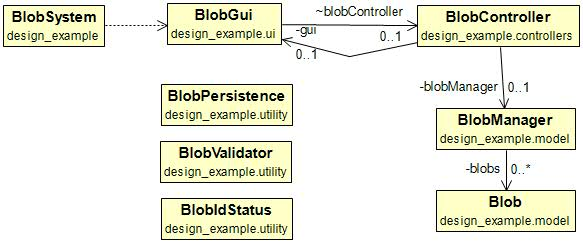 BlobSystem
design_example
BlobGui
design_example.ui
~blobController
0..1
-gui
0..1
BlobController
design_example.controllers
-blobManager
0..1
BlobPersistence
design_example.utility
BlobManager
design_example.model
BlobValidator
design_example.utility
-blobs
0..*
BlobIdStatus
design_example.utility
Blob
design_example.model